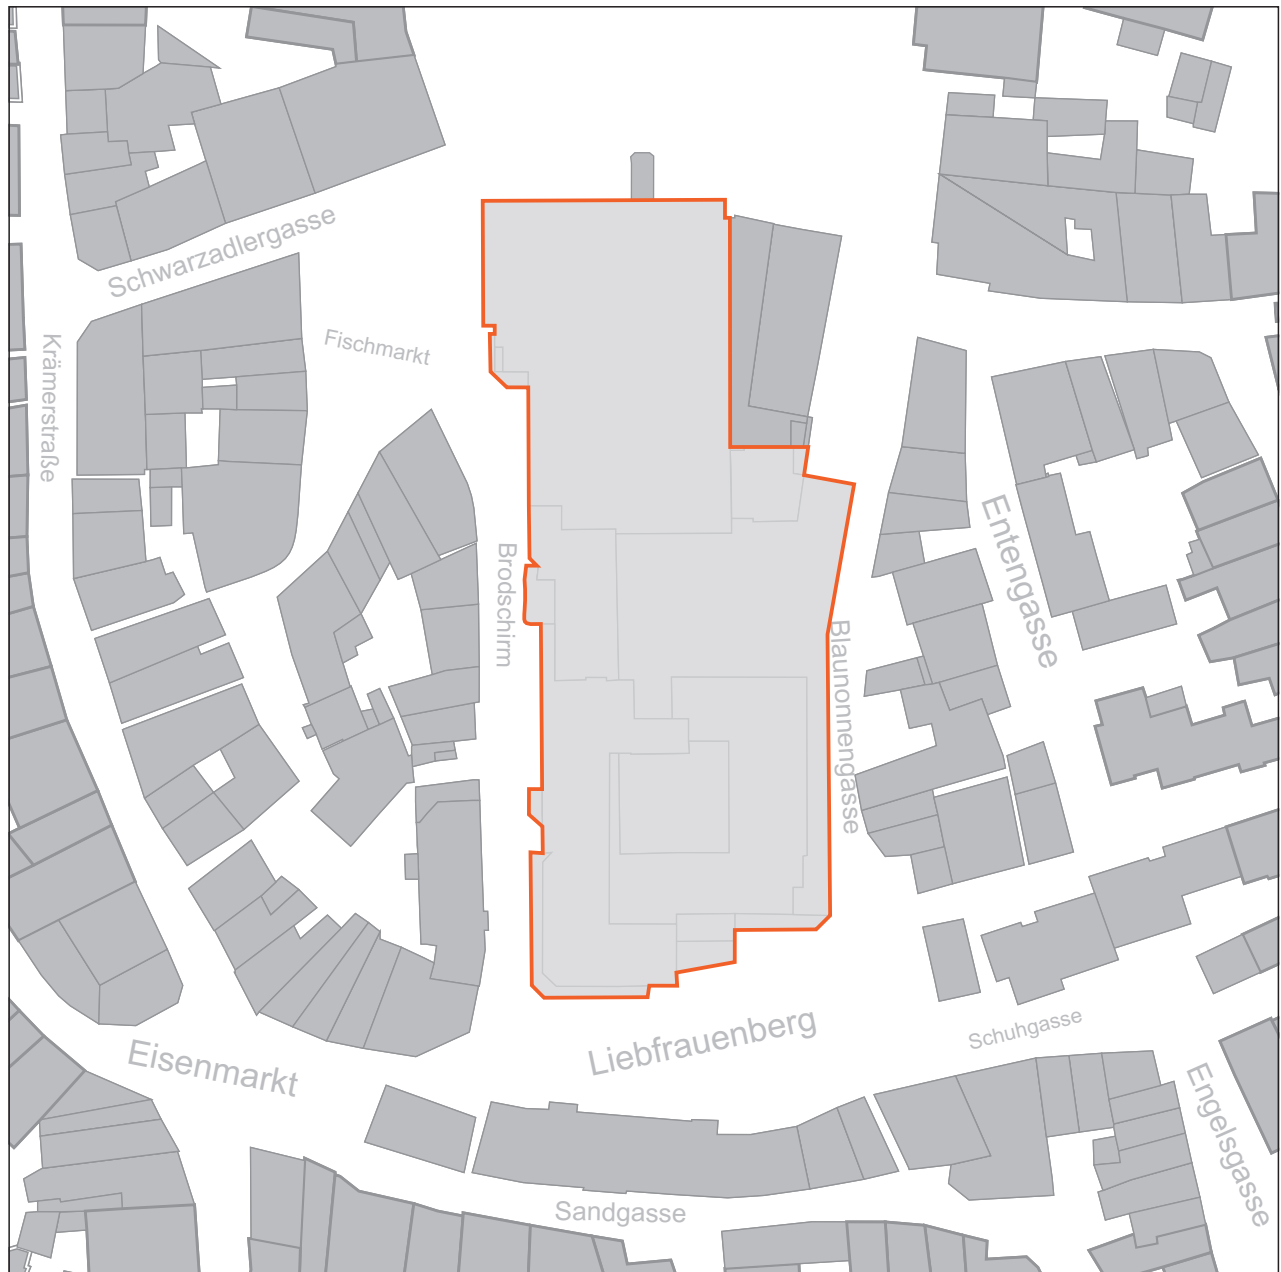 Schwarzadlergasse
Fischmarkt
Krämerstraße
Entengasse
Brodschirm
Blaunonnengasse
Liebfrauenberg
Schuhgasse
Eisenmarkt
Engelsgasse
Sandgasse